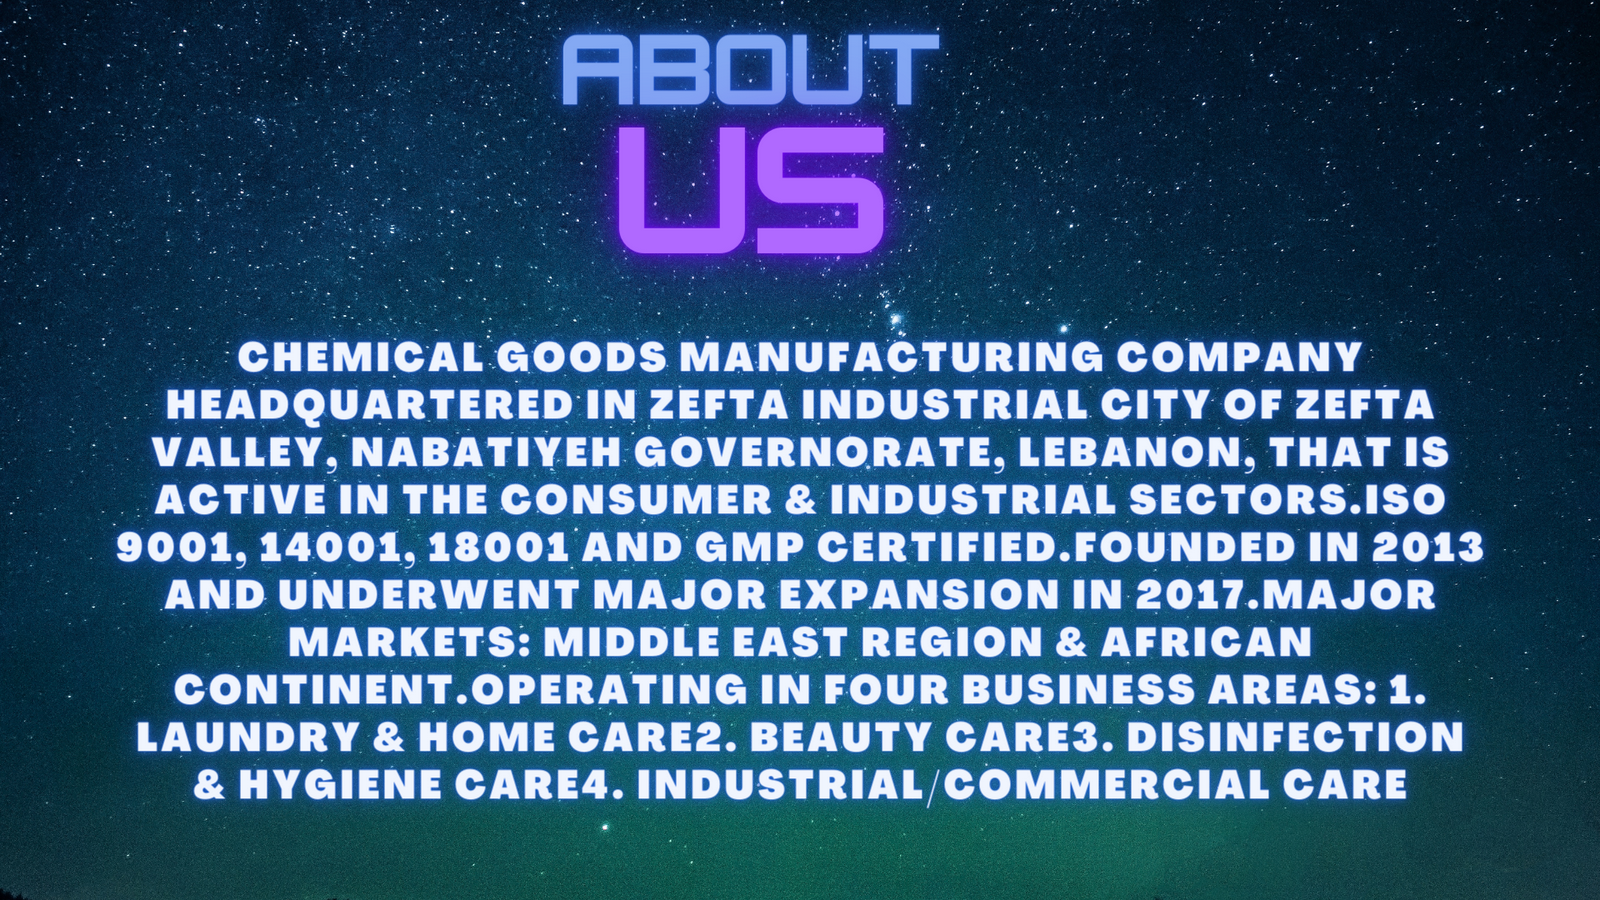 ABOUT
US
CHEMICAL GOODS MANUFACTURING COMPANY
HEADQUARTERED IN ZEFTA INDUSTRIAL CITY OF ZEFTA
VALLEY, NABATIYEH GOVERNORATE, LEBANON, THAT IS
ACTIVE IN THE CONSUMER & INDUSTRIAL SECTORS.ISO
9001, 14001, 18001 AND GMP CERTIFIED.FOUNDED IN 2013
AND UNDERWENT MAJOR EXPANSION IN 2017.MAJOR
MARKETS: MIDDLE EAST REGION & AFRICAN
CONTINENT.OPERATING IN FOUR BUSINESS AREAS: 1.
LAUNDRY & HOME CARE2. BEAUTY CARE3. DISINFECTION
& HYGIENE CARE4. INDUSTRIAL/COMMERCIAL CARE